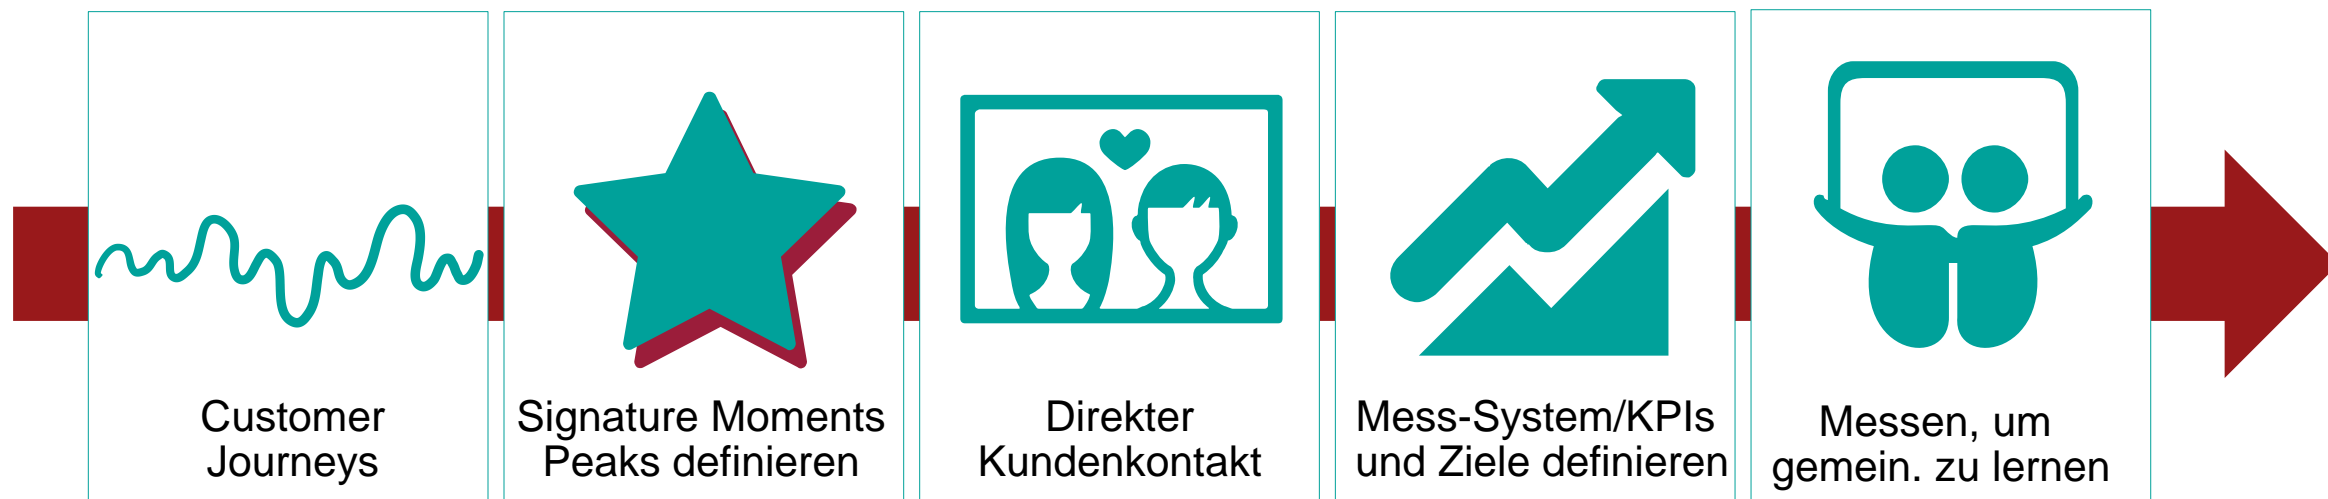 Customer
Journeys
Signature Moments
Peaks definieren
Direkter
Kundenkontakt
Mess-System/KPIs
und Ziele definieren
Messen, um
gemein. zu lernen